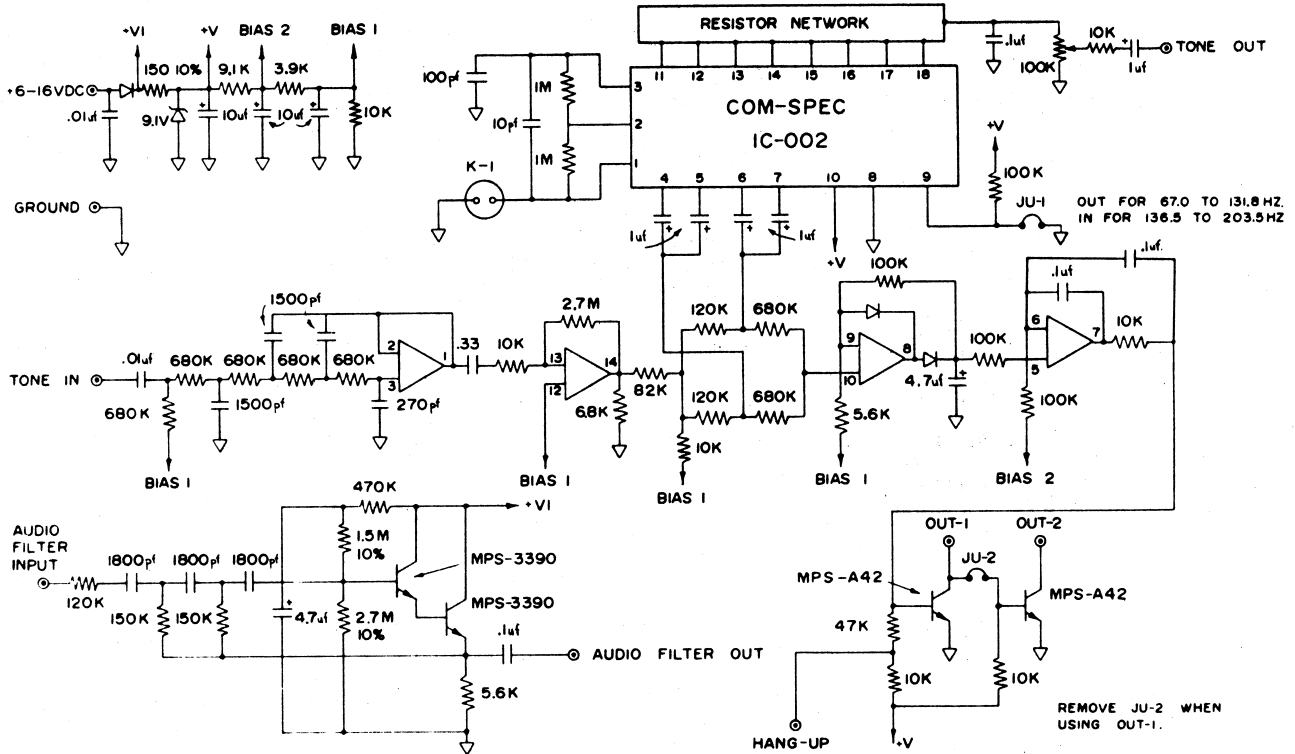 RESISTOR NETWORK
+VI
+V
BIAS 2
BIAS 1
150 10%
9.1K
3.9K
+6-16VDC
.01uf
9.1V
10uf
10uf
10K
GROUND
100pf
10pf
1M
1M
K-1
11 12 13 14 15 16 17 18
3
2
1
COM-SPEC
IC-002
4 5 6 7 10 8 9
.1uf
100K
10K
1uf
TONE OUT
+V
100K
JU-1
OUT FOR 67.0 TO 131.8 HZ.
IN FOR 136.5 TO 203.5HZ
1uf
1uf
+V
TONE IN
.01uf
680K
680K
680K
680K
680K
1500pf
1500pf
270pf
BIAS 1
2
3
1
.33
10K
2.7M
13
12
14
6.8K
BIAS 1
82K
120K
680K
120K
680K
10K
BIAS 1
100K
9
10
8
5.6K
BIAS 1
4.7uf
100K
.1uf
.1uf
6
5
7
10K
100K
BIAS 2
AUDIO
FILTER
INPUT
120K
1800pf
1800pf
1800pf
150K
150K
4.7uf
470K
+VI
1.5M
10%
2.7M
10%
MPS-3390
MPS-3390
.1uf
AUDIO FILTER OUT
5.6K
OUT-1
OUT-2
JU-2
MPS-A42
MPS-A42
47K
10K
10K
HANG-UP
+V
REMOVE JU-2 WHEN
USING OUT-1.